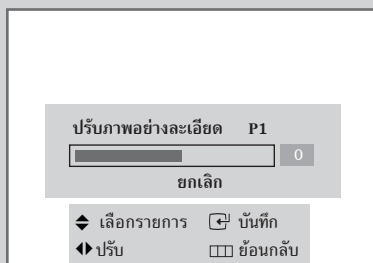 ปรับภาพอย่างละเอียด P1
0
ยกเลิก
เลือกรายการ บันทึก
ปรับ ย้อนกลับ